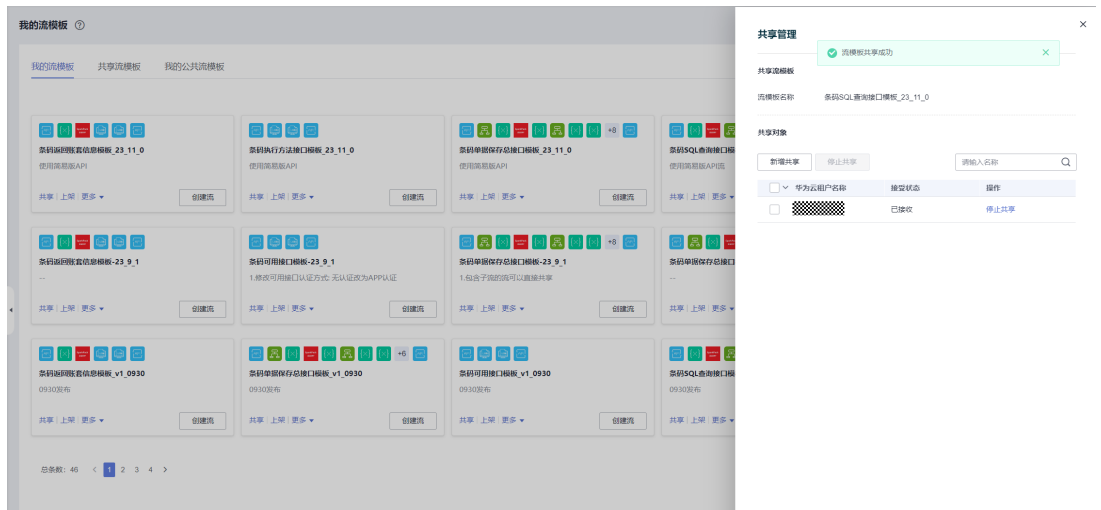 我的流模板
我的流模板 共享流模板 我的公共流模板
条码返回账套信息模板_23_11_0
使用简易版API
共享 上架 更多
创建流
条码执行方法接口模板_23_11_0
使用简易版API
共享 上架 更多
创建流
+8
条码单据保存总接口模板_23_11_0
使用简易版API
共享 上架 更多
创建流
条码SQL查询接口模
使用简易版API流
共享 上架 更多
条码返回账套信息模板-23_9_1
--
共享 上架 更多
创建流
条码可用接口模板-23_9_1
1.修改可用接口认证方式: 无认证改为APP认证
共享 上架 更多
创建流
+8
条码单据保存总接口模板-23_9_1
1.包含子流的流可以直接共享
共享 上架 更多
创建流
条码单据保存总接口
--
共享 上架 更多
条码返回账套信息模板_v1_0930
0930发布
共享 上架 更多
创建流
+6
条码单据保存总接口模板_v1_0930
0930发布
共享 上架 更多
创建流
条码可用接口模板_v1_0930
0930发布
共享 上架 更多
创建流
条码SQL查询接口模
0930发布
共享 上架 更多
总条数: 46 < 1 2 3 4 >
共享管理
流模板共享成功
共享流模板
流模板名称 条码SQL查询接口模板_23_11_0
共享对象
新增共享 停止共享 请输入名称
华为云租户名称 接受状态 操作
已接收 停止共享